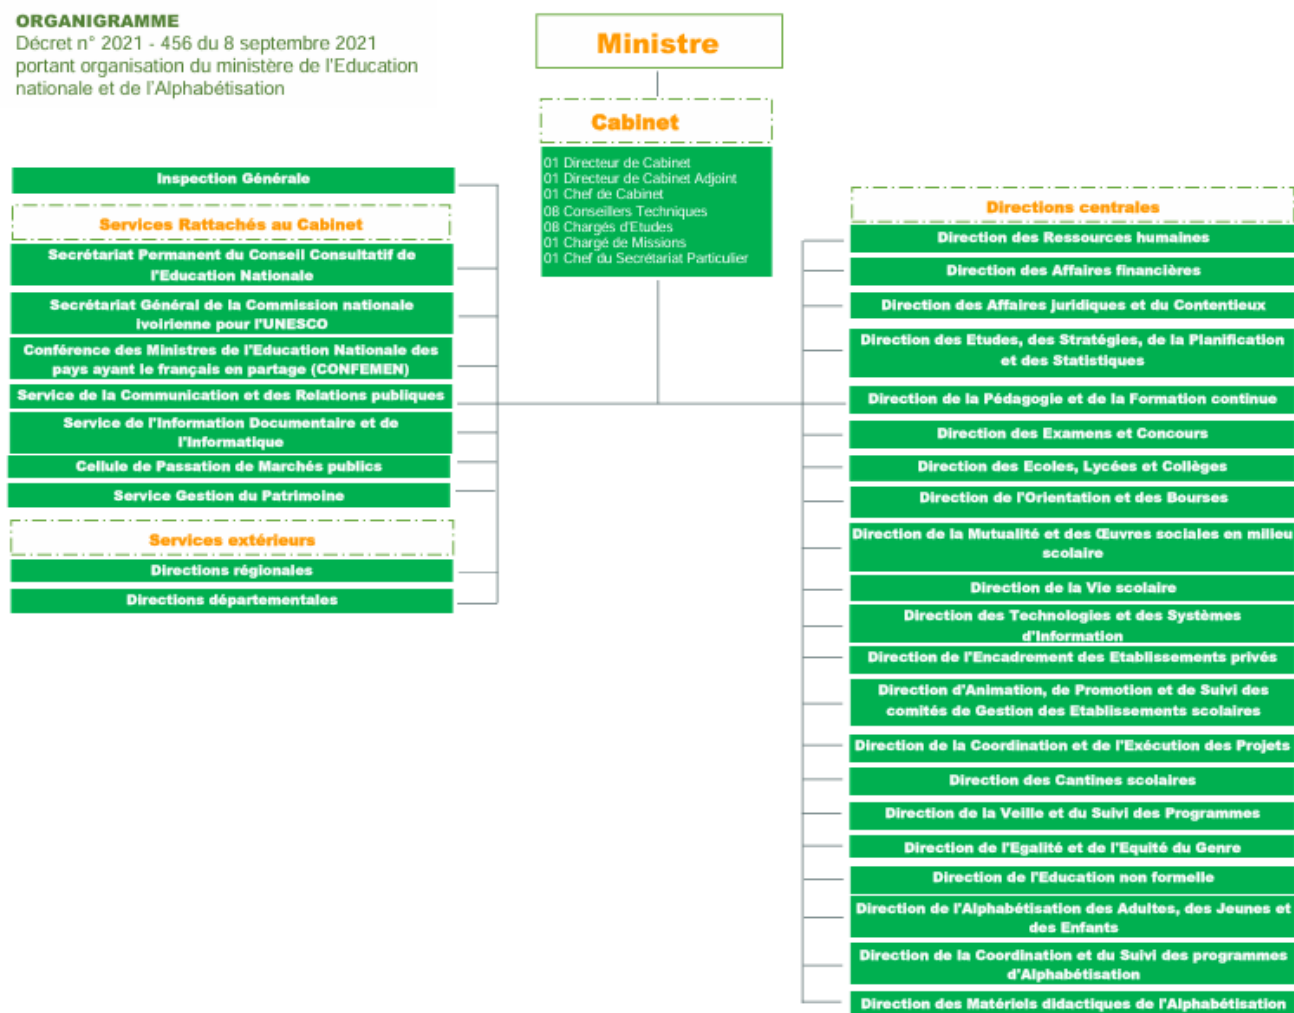 ORGANIGRAMME
Décret n° 2021 - 456 du 8 septembre 2021
portant organisation du ministère de l'Education
nationale et de l'Alphabétisation
Ministre
Cabinet
01 Directeur de Cabinet
01 Directeur de Cabinet Adjoint
01 Chef de Cabinet
08 Conseillers Techniques
08 Chargés d'Etudes
01 Chargé de Missions
01 Chef du Secrétariat Particulier
Inspection Générale
Services Rattachés au Cabinet
Secrétariat Permanent du Conseil Consultatif de
l'Education Nationale
Secrétariat Général de la Commission nationale
ivoirienne pour l'UNESCO
Conférence des Ministres de l'Education Nationale des
pays ayant le français en partage (CONFEMEN)
Service de la Communication et des Relations publiques
Service de l'Information Documentaire et de
l'Informatique
Cellule de Passation de Marchés publics
Service Gestion du Patrimoine
Services extérieurs
Directions régionales
Directions départementales
Directions centrales
Direction des Ressources humaines
Direction des Affaires financières
Direction des Affaires juridiques et du Contentieux
Direction des Etudes, des Stratégies, de la Planification
et des Statistiques
Direction de la Pédagogie et de la Formation continue
Direction des Examens et Concours
Direction des Ecoles, Lycées et Collèges
Direction de l'Orientation et des Bourses
Direction de la Mutualité et des Œuvres sociales en milieu
scolaire
Direction de la Vie scolaire
Direction des Technologies et des Systèmes
d'Information
Direction de l'Encadrement des Etablissements privés
Direction d'Animation, de Promotion et de Suivi des
comités de Gestion des Etablissements scolaires
Direction de la Coordination et de l'Exécution des Projets
Direction des Cantines scolaires
Direction de la Veille et du Suivi des Programmes
Direction de l'Egalité et de l'Equité du Genre
Direction de l'Education non formelle
Direction de l'Alphabétisation des Adultes, des Jeunes et
des Enfants
Direction de la Coordination et du Suivi des programmes
d'Alphabétisation
Direction des Matériels didactiques de l'Alphabétisation